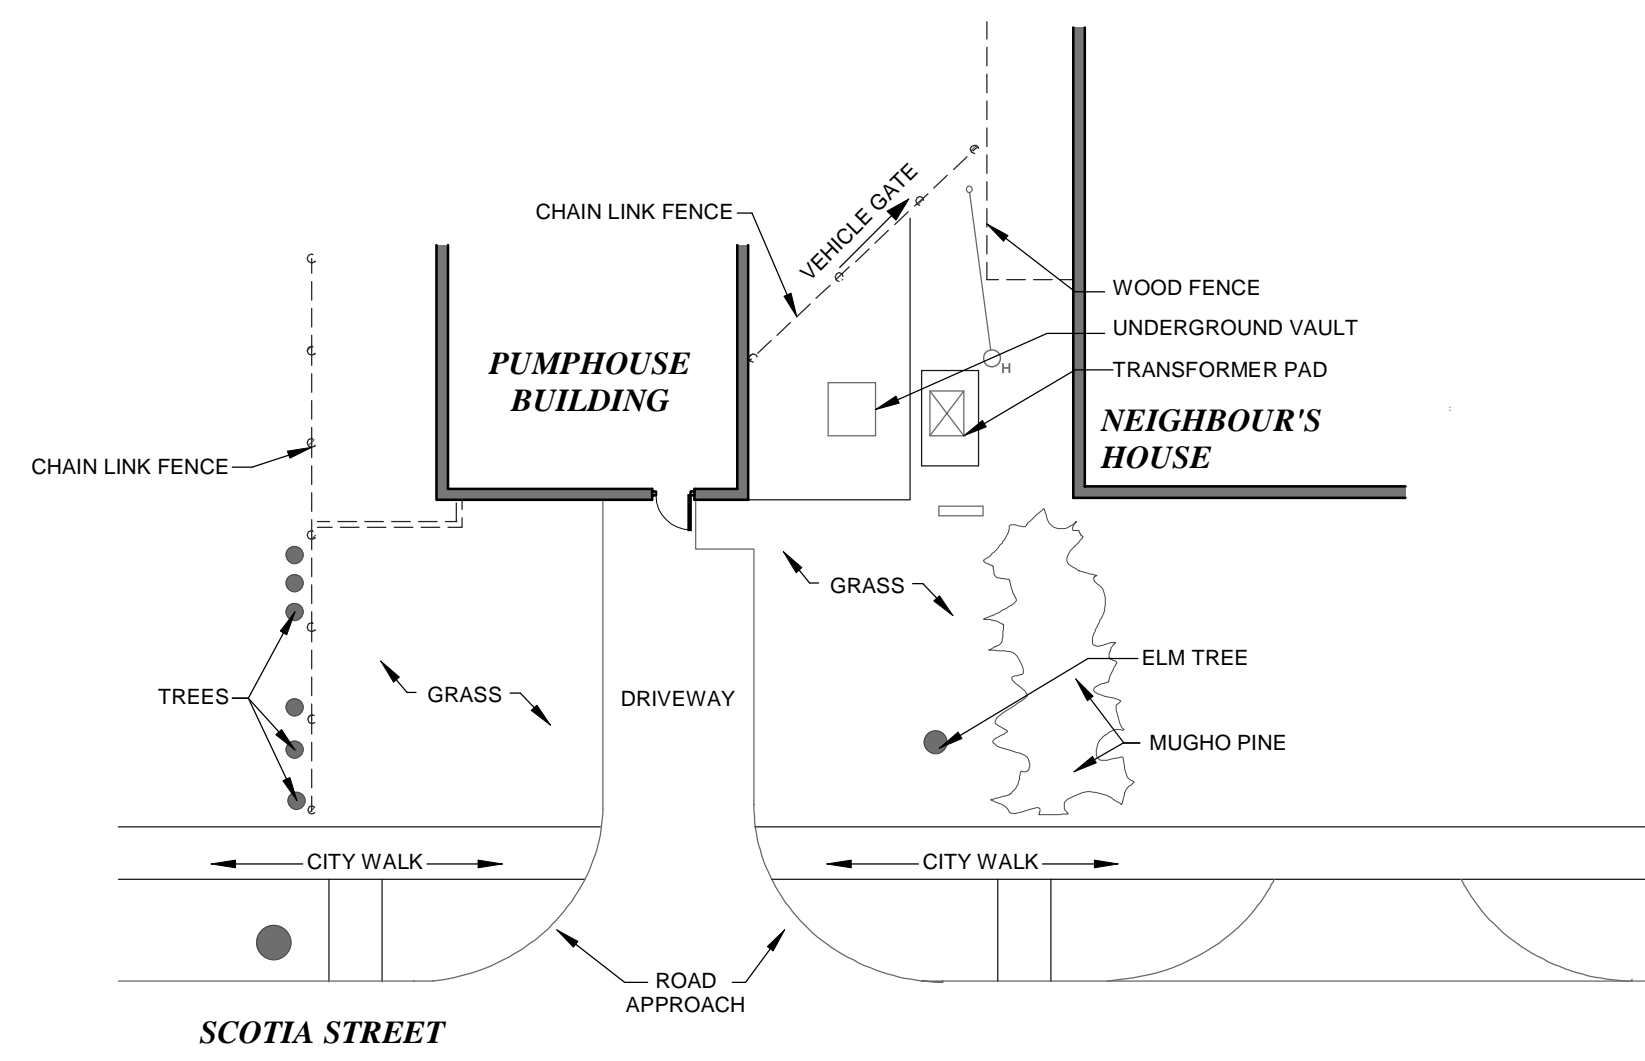 CHAIN LINK FENCE
VEHICLE GATE
WOOD FENCE
UNDERGROUND VAULT
H
TRANSFORMER PAD
PUMPHOUSE
BUILDING
NEIGHBOUR'S
HOUSE
CHAIN LINK FENCE
GRASS
ELM TREE
TREES
GRASS
DRIVEWAY
MUGHO PINE
CITY WALK
CITY WALK
ROAD
APPROACH
SCOTIA STREET